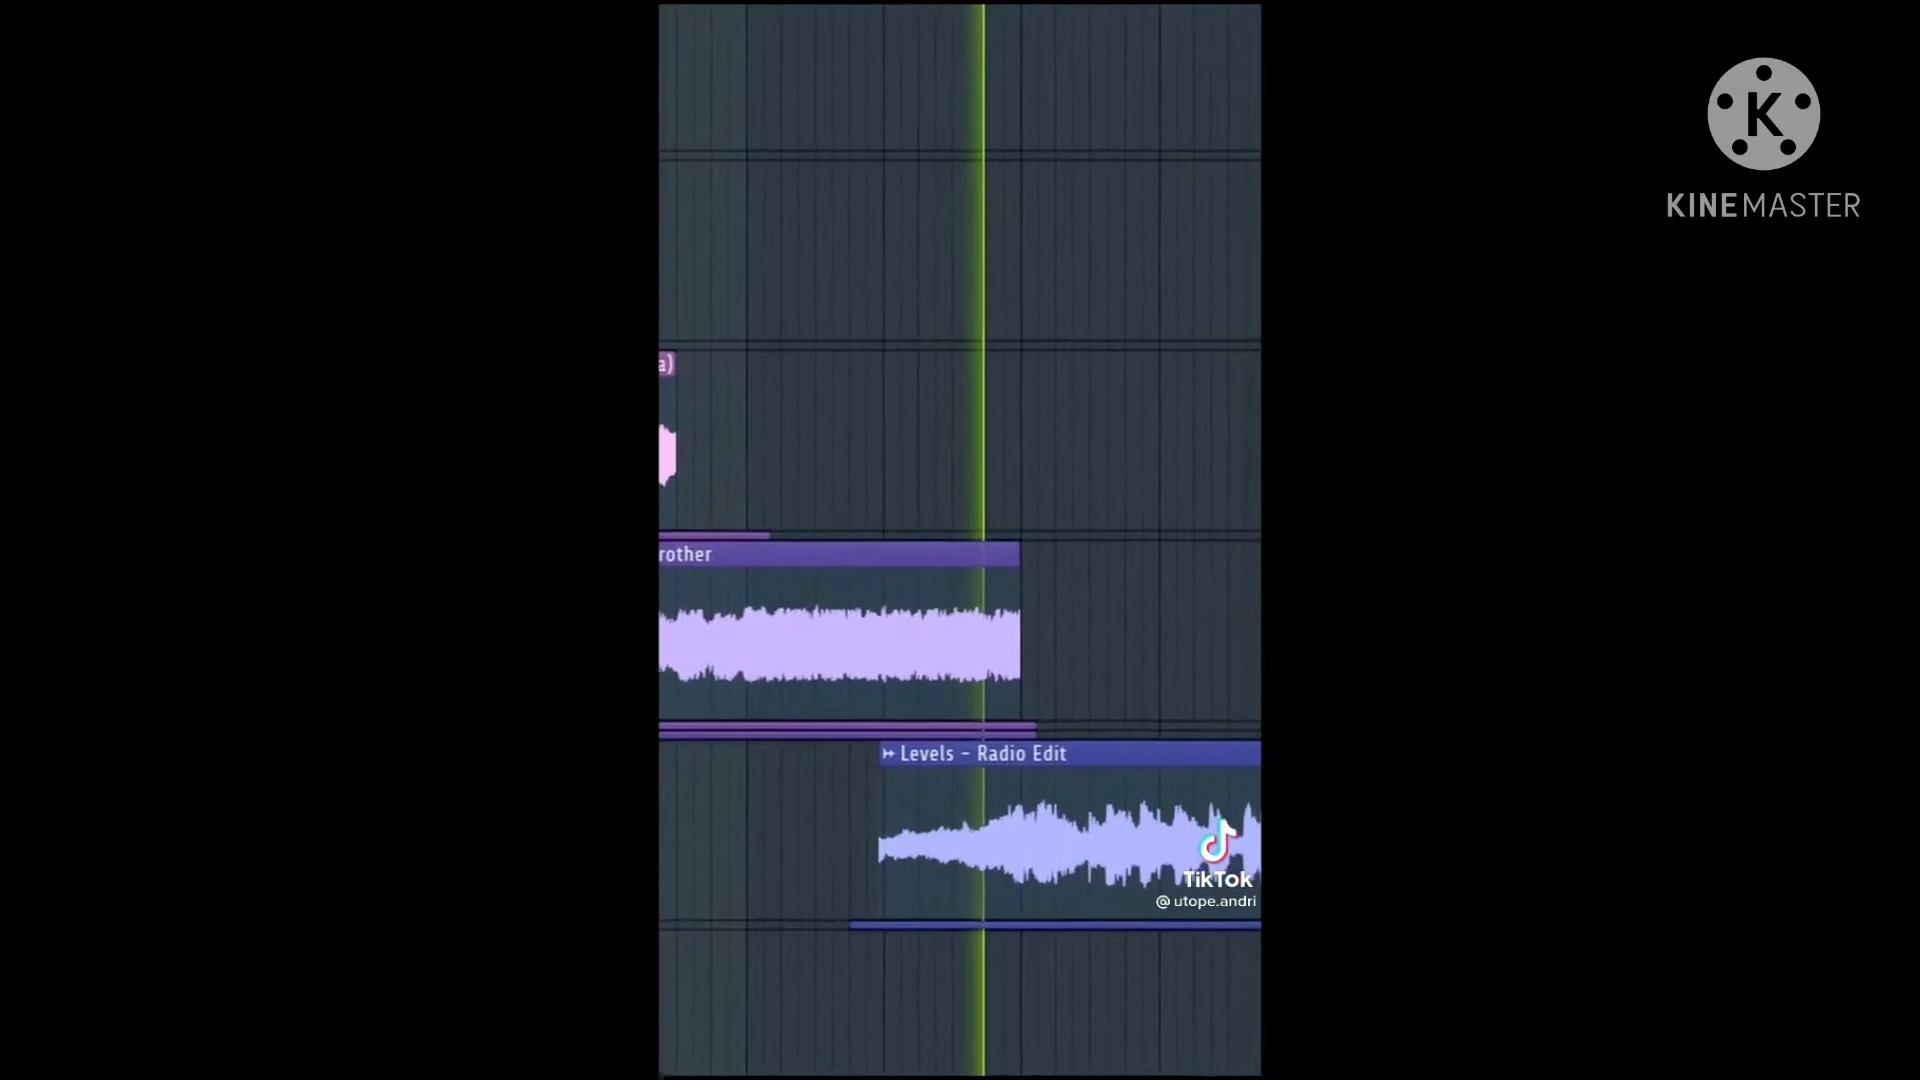 K
KINEMASTER
a)
rother
Levels - Radio Edit
TikTok
@ utope.andri